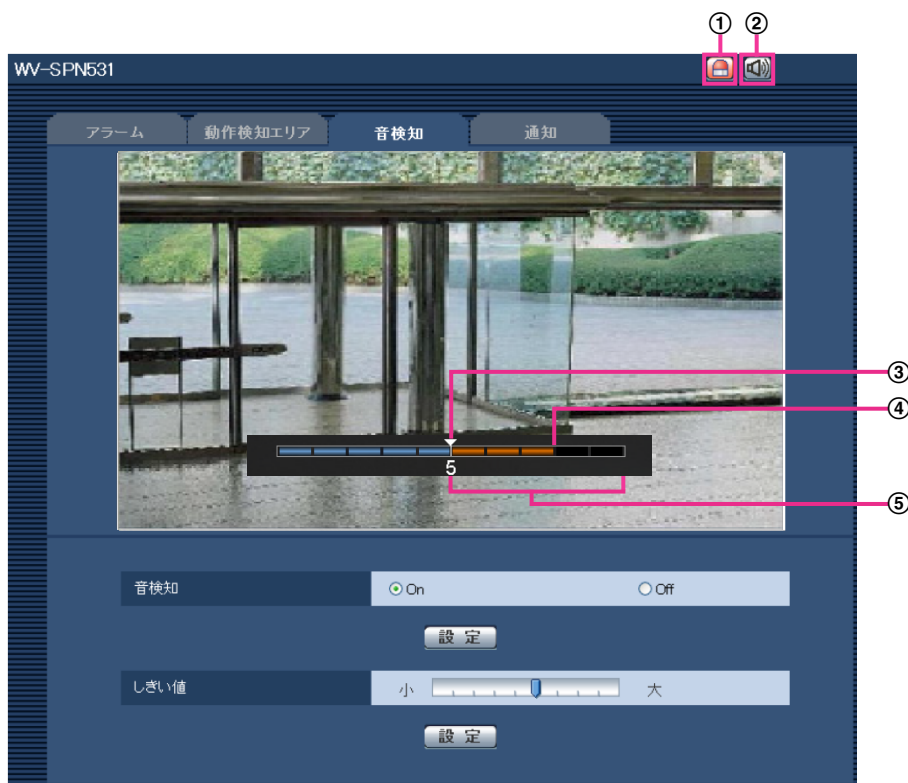 ① ②
WV-SPN531
アラーム 動作検知エリア 音検知 通知
③
④
5
⑤
音検知 On Off
設定
しきい値 小 大
設定